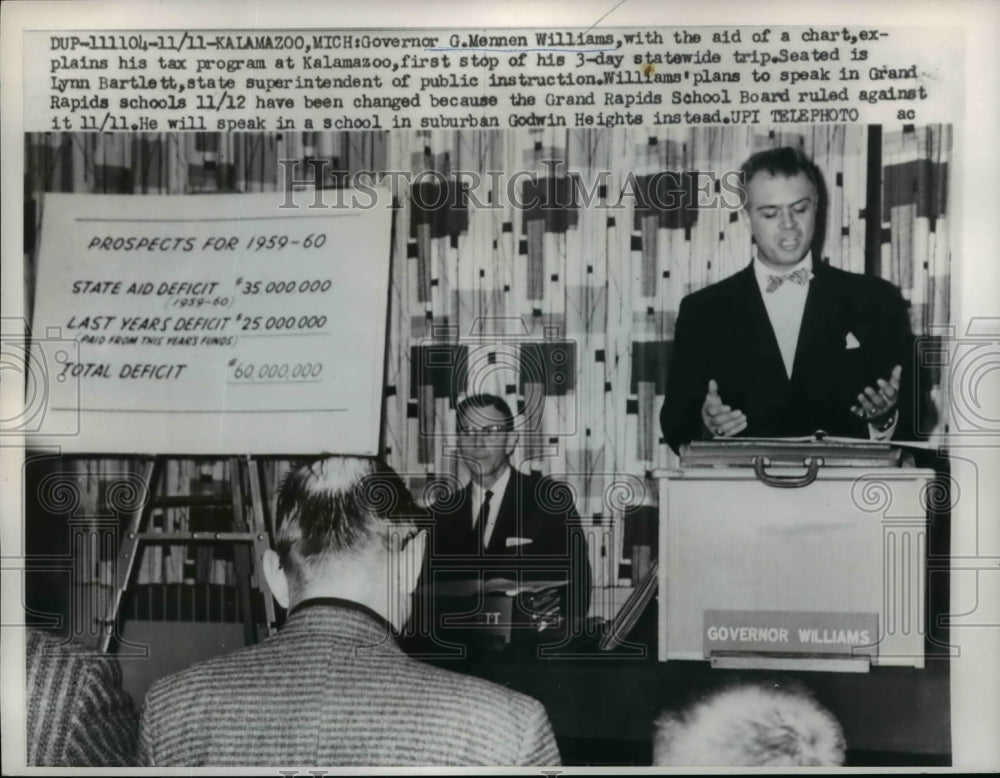 DUP-111104-11/11-KALAMAZOO,MICH:Governor G.Mennen Williams,with the aid of a chart,ex-
plains his tax program at Kalamazoo,first stop of his 3-day statewide trip.Seated is
Lynn Bartlett,state superintendent of public instruction.Williams'plans to speak in Grand
Rapids schools 11/12 have been changed because the Grand Rapids School Board ruled against
it 11/11.He will speak in a school in suburban Godwin Heights instead.UPI TELEPHOTO ac
HISTORIC IMAGES
PROSPECTS FOR 1959-60
STATE AID DEFICIT $35.000.000
(1959-60)
LAST YEARS DEFICIT $25.000.000
(PAID FROM THIS YEARS FUNDS)
TOTAL DEFICIT $60,000,000
ETT
GOVERNOR WILLIAMS